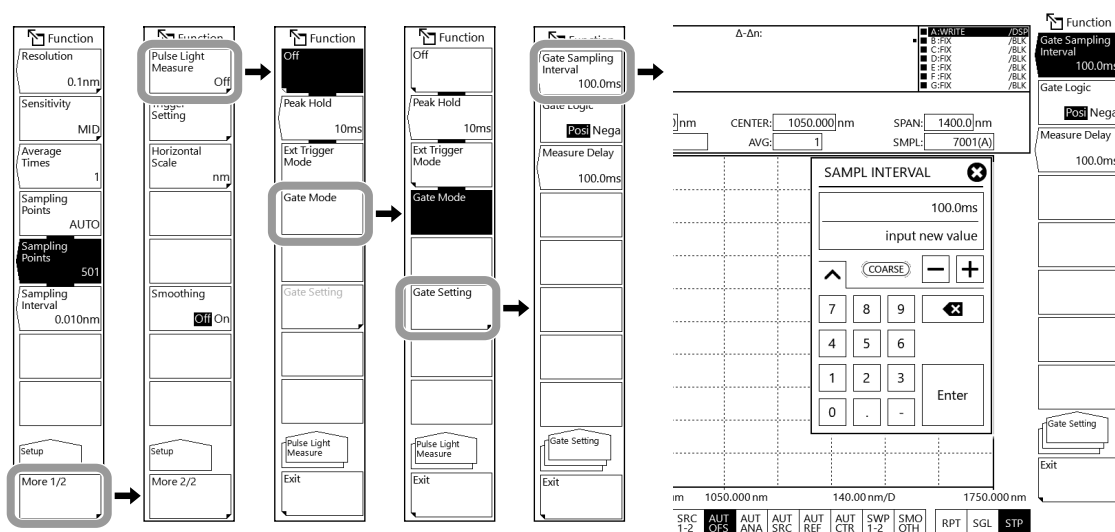 Function
Resolution
0.1nm
Sensitivity
MID
Average
Times
1
Sampling
Points
AUTO
Sampling
Points
501
Sampling
Interval
0.010nm
Setup
More 1/2
Function
Pulse Light
Measure
Off
Trigger
Setting
Horizontal
Scale
nm
Smoothing
Off On
Setup
More 2/2
Function
Off
Peak Hold
10ms
Ext Trigger
Mode
Gate Mode
Gate Setting
Pulse Light
Measure
Exit
Function
Off
Peak Hold
10ms
Ext Trigger
Mode
Gate Mode
Gate Setting
Pulse Light
Measure
Exit
Function
Gate Sampling
Interval
100.0ms
Gate Logic
Posi Nega
Measure Delay
100.0ms
Gate Setting
Exit
Δ-Δn:
A:WRITE /DSP
B:FIX /BLK
C:FIX /BLK
D:FIX /BLK
E:FIX /BLK
F:FIX /BLK
G:FIX /BLK
nm CENTER: 1050.000 nm SPAN: 1400.0 nm
AVG: 1 SMPL: 7001(A)
SAMPL INTERVAL
100.0ms
input new value
COARSE
7 8 9
4 5 6
1 2 3
Enter
0 . -
nm 1050.000 nm 140.00 nm/D 1750.000 nm
SRC 1-2
AUT OFS
AUT ANA
AUT SRC
AUT REF
AUT CTR
SWP 1-2
SMO OTH
RPT SGL STP
Function
Gate Sampling
Interval
100.0ms
Gate Logic
Posi Nega
Measure Delay
100.0ms
Gate Setting
Exit